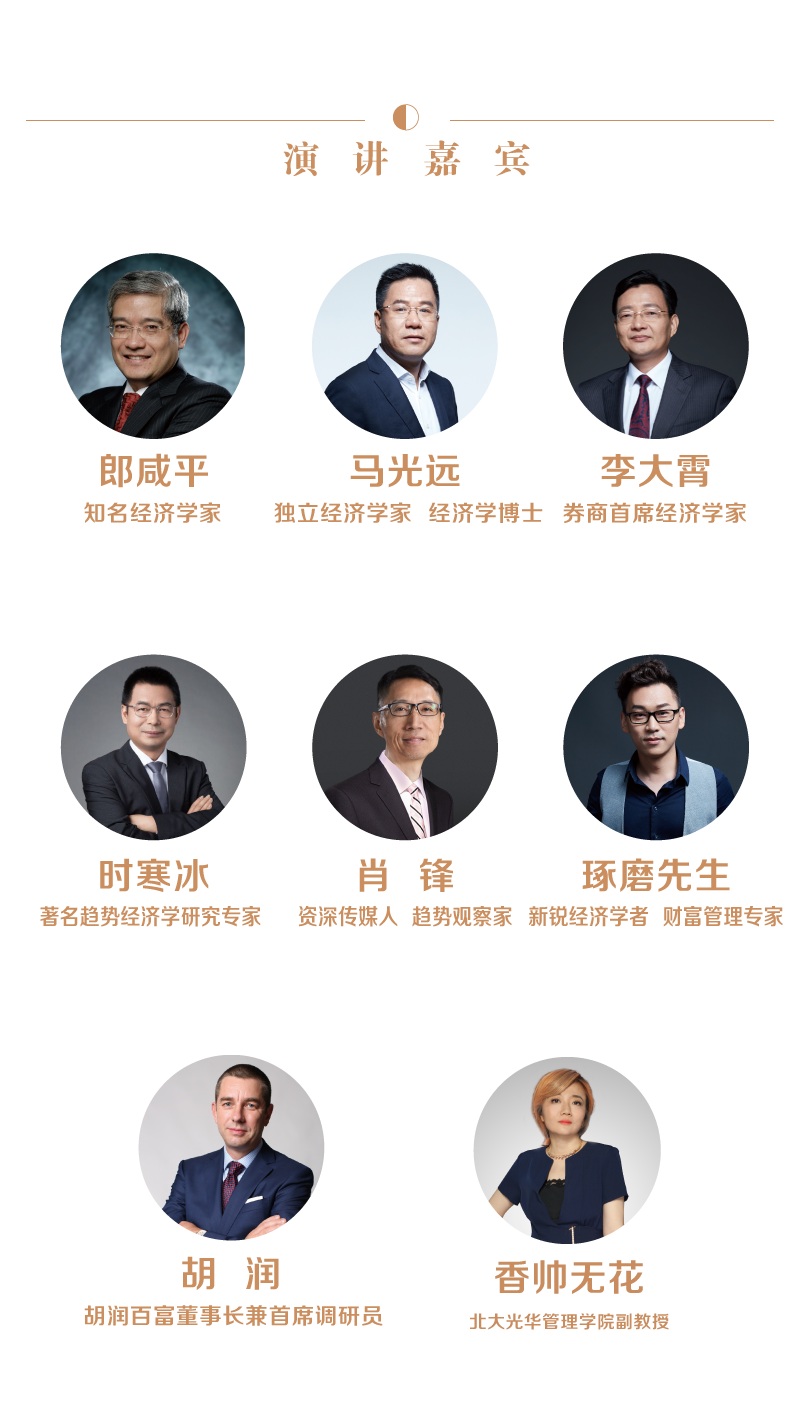 演讲嘉宾
郎咸平
知名经济学家
马光远
独立经济学家 经济学博士
李大霄
券商首席经济学家
时寒冰
著名趋势经济学研究专家
肖 锋
资深传媒人 趋势观察家
琢磨先生
新锐经济学者 财富管理专家
胡 润
胡润百富董事长兼首席调研员
香帅无花
北大光华管理学院副教授